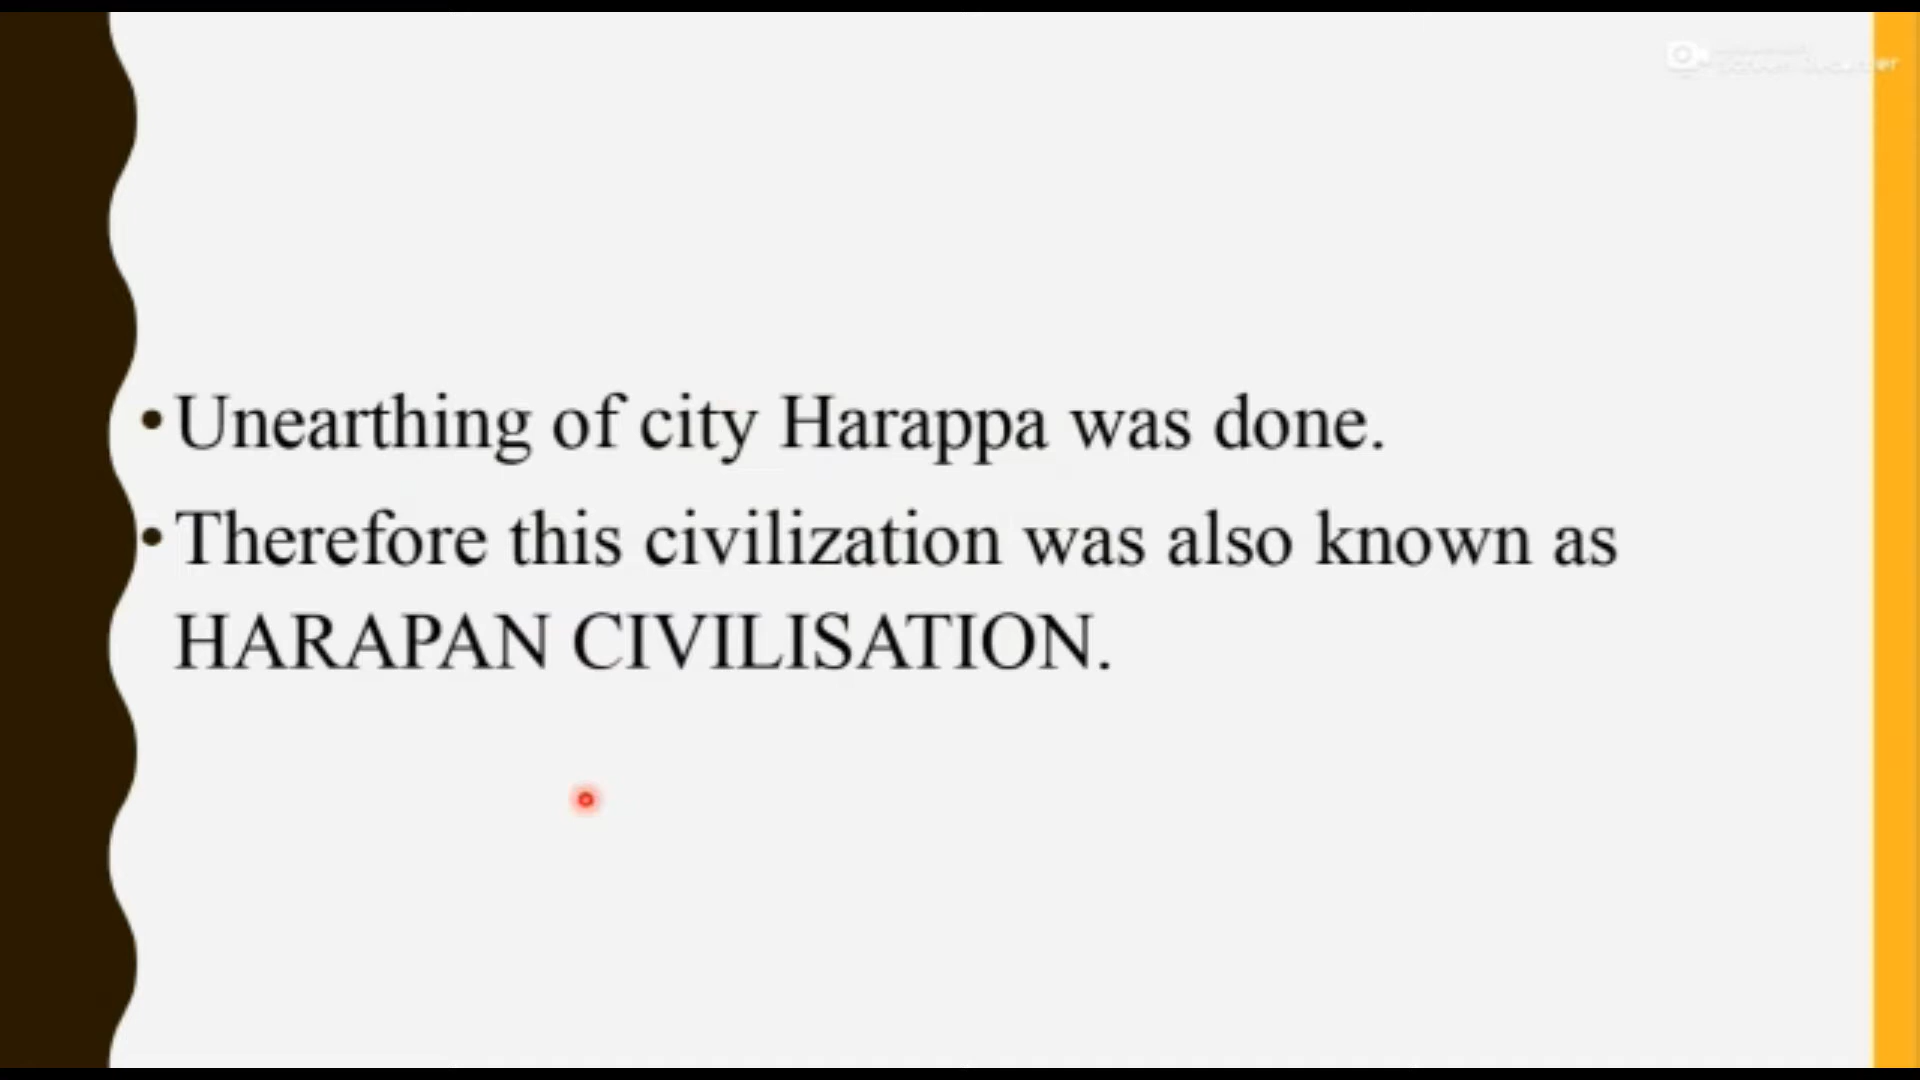 •Unearthing of city Harappa was done.
•Therefore this civilization was also known as
HARAPAN CIVILISATION.